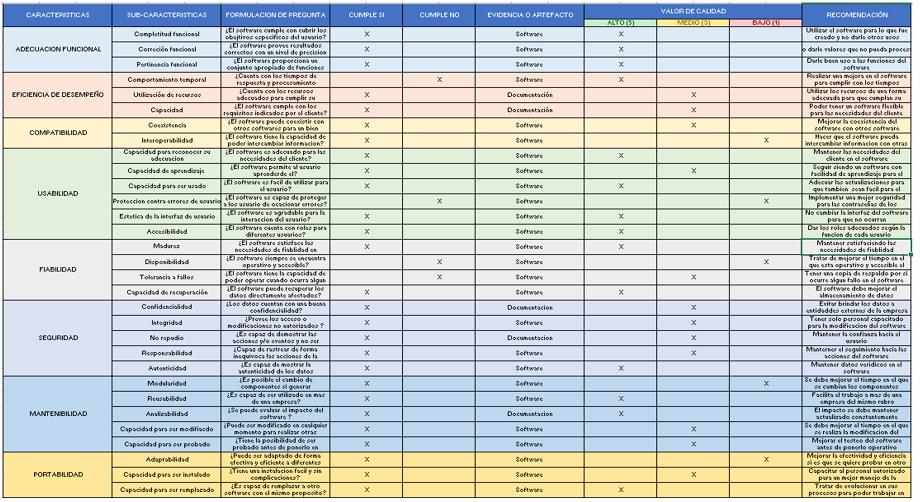 CARACTERISTICAS SUB-CARACTERISTICAS FORMULACION DE PREGUNTA CUMPLE SI CUMPLE NO EVIDENCIA O ARTEFACTO VALOR DE CALIDAD RECOMENDACIÓN
ALTO (5) MEDIO (3) BAJO (1)
ADECUACION FUNCIONAL
Completitud funcional ¿El software cumple con cubrir los objetivos especificos del usuario? X Software X Utilizar el software para lo que fue creado y no darle otros usos
Correción funcional ¿El software provee resultados correctos con un nivel de precision X Software X o darle valores que no pueda proces
Pertinencia funcional ¿El software proporciona un conjunto apropiado de funciones X Software X Darle buen uso a las funciones del software
EFICIENCIA DE DESEMPEÑO
Comportamiento temporal ¿Cuenta con los tiempos de respuesta y procesamiento X Software X Realizar una mejora en el software para cumplir con los tiempos
Utilización de recursos ¿Cuenta con los recursos adecuados para cumplir su X Documentación X Utilizar los recursos de una forma adecuada para que cumplan su
Capacidad ¿El software cumple con los requisitos indicados por el cliente? X Documentación X Poder tener un software flexible para las necesidades del cliente
COMPATIBILIDAD
Coexistencia ¿El software puede coexistir con otros softwares para un bien X Software X Mejorar la coexistencia del software con otros software
Interoperabilidad ¿El software tiene la capacidad de poder intercambiar informacion? X Software X Hacer que el software pueda intercambiar informacion con otras
USABILIDAD
Capacidad para reconocer su adecuacion ¿El software es adecuado para las necesidades del cliente? X Software X Mantener las necesidades del cliente en el software
Capacidad de aprendizaje ¿El software permite al usuario aprenderde el? X Software X Seguir siendo un software con facilidad de aprendizaje para el
Capacidad para ser usado ¿El software es facil de utilizar para el usuario? X Software X Adecuar las actualizaciones para que tambien sean facil para el
Proteccion contra errores de usuario ¿El software es capaz de proteger a los usuario de ocacionar errores? X Software X Implementar una mejor seguridad para las contraseñas de los
Estetica de la interfaz de usuario ¿El software es agradable para la interaccion del usuario? X Software X No cambiar la interfaz del software para que no ocurran
Accesibilidad ¿El software cuenta con roles para diferentes usuarios? X Software X Dar los roles adecuados según la funcion de cada usuario
FIABILIDAD
Madurez ¿El software satisface las necesidades de fiablidad en X Software X Mantener satisfaciendo las necesidades de fiablidad
Disponibilidad ¿El software siempre se encuentra operativo y accesible? X Software X Tratar de mejorar el tiempo en el que esta operativo y accesible el
Tolerancia a fallos ¿El software tiene la capacidad de poder operar cuando ocurra algun X Software X Tener una copia de respaldo por si ocurre algun fallo en el software
Capacidad de recuperación ¿El software puede recuperar los datos directamente afectados? X Software X El software debe mejorar el almacenamiento de datos
SEGURIDAD
Confidencialidad ¿Los datos cuentan con una buena confidencialidad? X Documentacion X Evitar brindar los datos a entidaddes externas de la empresa
Integridad ¿Prevee los acceso o modificaciones no autorizados ? X Software X Tener solo personal capacitado para la modificacion del software
No repudio ¿Es capaz de demostrar las acciones y/o eventos y no ser X Documentacion X Mantener la confianza hacia el usuario
Responsabilidad ¿Capaz de rastrear de forma inequivoca las acciones de la X Software X Mantener el seguimiento hacia las acciones del software
Autenticidad ¿Es capaz de mostrar la autenticidad de los datos X Software X Mantener datos veridicos en el software
MANTENIBILIDAD
Modularidad ¿Es posible el cambio de componentes si generar X Software X Se debe mejorar el tiempo en el que se cambian los componentes
Reusabilidad ¿Es capaz de ser utilizado en mas de una empresa? X Software X Facilita el trabajo a mas de una empresa del mismo rubro
Analizabilidad ¿Se puede evaluar el impacto del software ? X Documentacion X El impacto se debe mantener actualizado constantemente
Capacidad para ser modificado ¿Puede ser modificado en cualquier momento para realizar otras X Software X Se debe mejorar el tiempo en el que se realiza la modificacion del
Capacidad para ser probado ¿Tiene la posibilidad de ser probado antes de ponerlo en X Software X Mejorar el testeo del software antes de ponerlo operativo
PORTABILIDAD
Adaptabilidad ¿Puede ser adaptado de forma efectiva y eficiente a diferentes X Software X Mejorar la efectividad y eficiencia si es que se quiere probar en otro
Capacidad para ser instalado ¿Tiene una instalacion facil y sin complicaciones? X Software X Capacitar al personal autorizado para un mejor manejo de la
Capacidad para ser remplazado ¿Es capaz de remplazar a otro software con el mismo proposito? X Software X Tratar de evolucionar en sus procesos para poder trabajar en